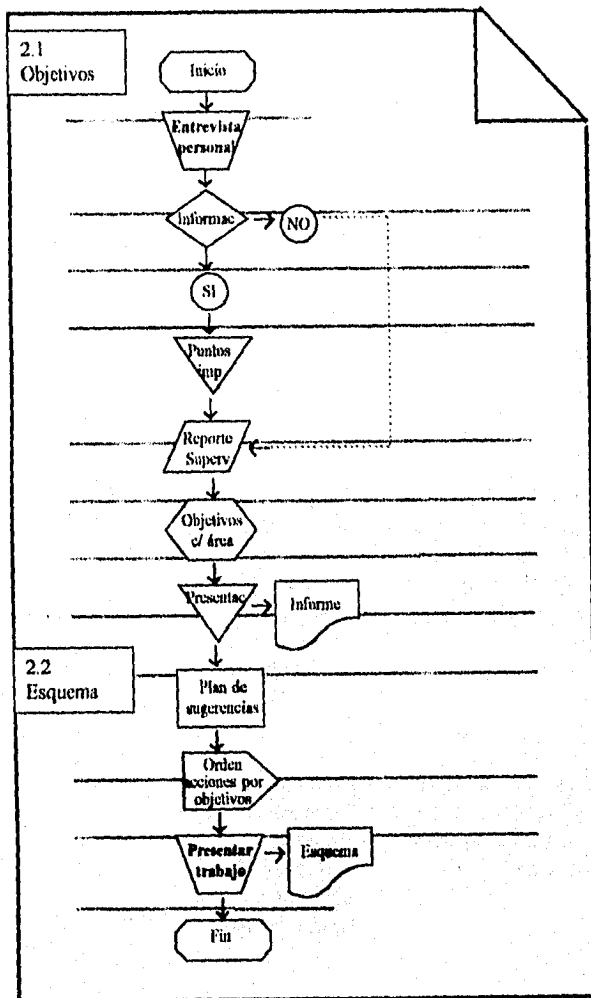 2.1
Objetivos
Inicio
Entrevista
personal
Informac
NO
SI
Puntos
imp
Reporte
Superv
Objetivos
c/ área
Presentac
Informe
2.2
Esquema
Plan de
sugerencias
Orden
acciones por
objetivos
Presentar
trabajo
Esquema
Fin